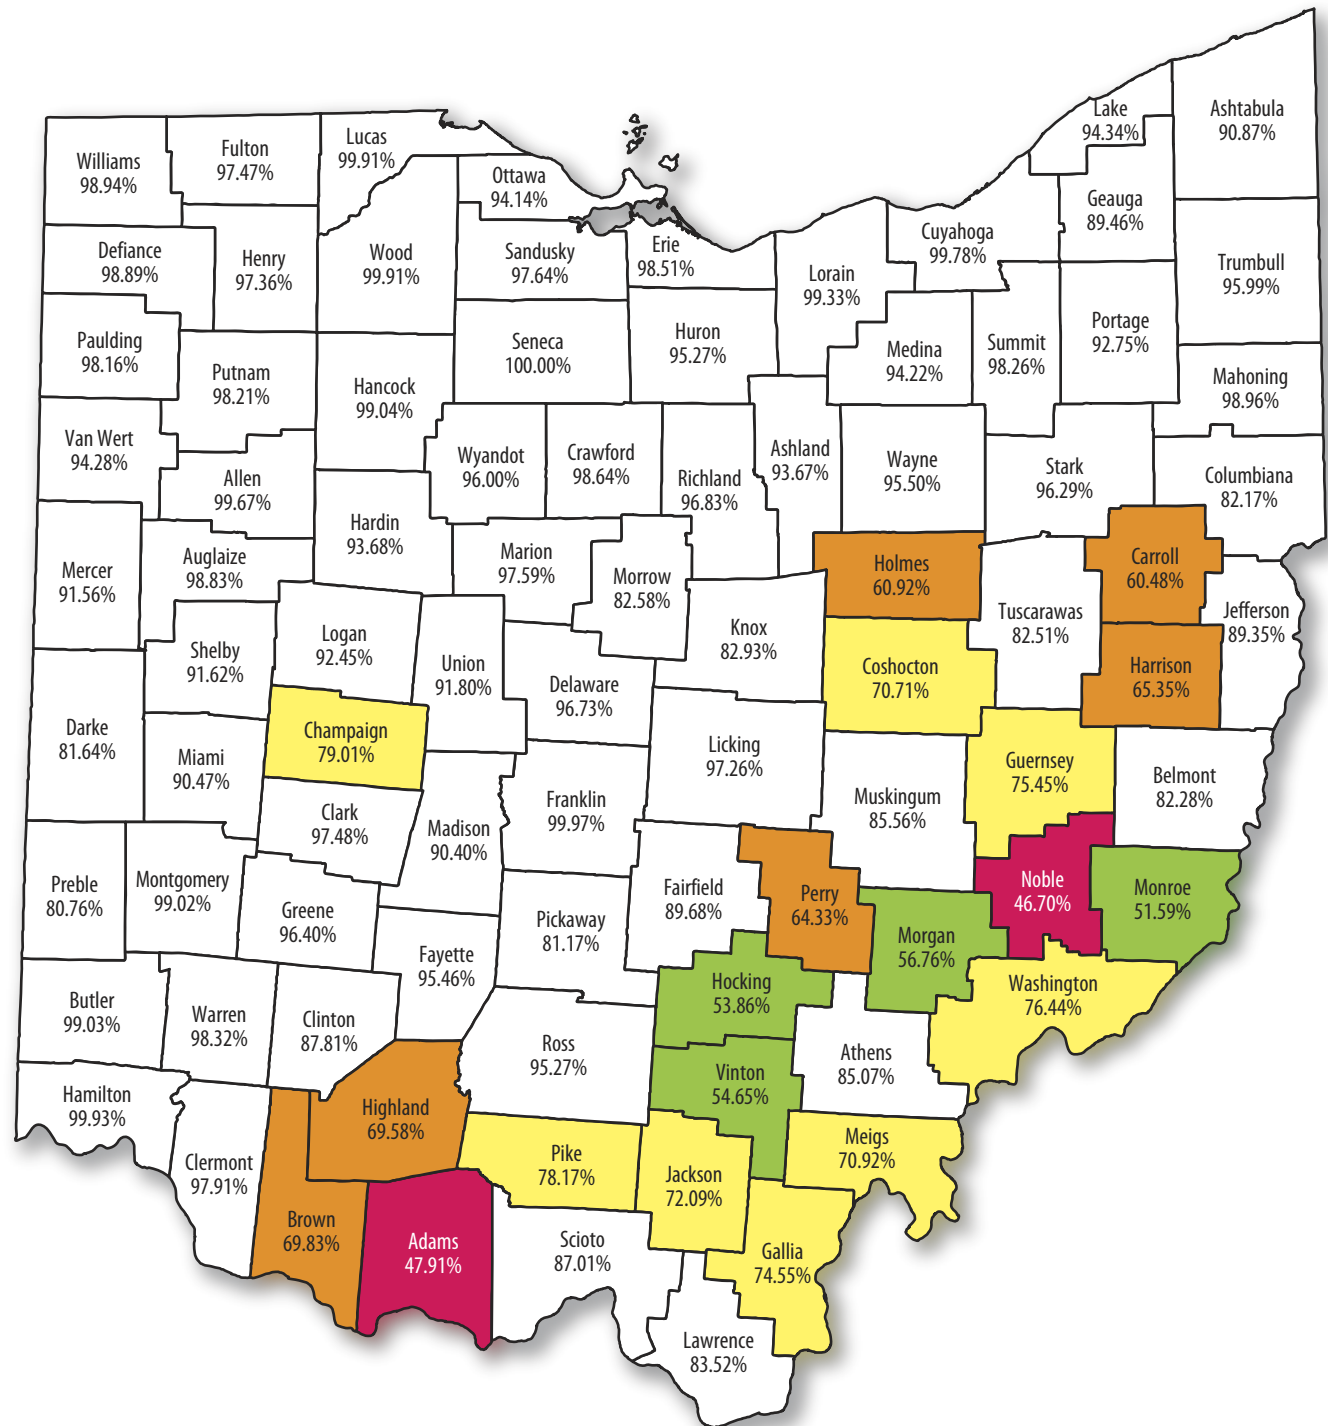 Lake
94.34%
Ashtabula
90.87%
Williams
98.94%
Fulton
97.47%
Lucas
99.91%
Ottawa
94.14%
Geauga
89.46%
Cuyahoga
99.78%
Defiance
98.89%
Henry
97.36%
Wood
99.91%
Sandusky
97.64%
Erie
98.51%
Lorain
99.33%
Trumbull
95.99%
Paulding
98.16%
Putnam
98.21%
Hancock
99.04%
Seneca
100.00%
Huron
95.27%
Medina
94.22%
Summit
98.26%
Portage
92.75%
Mahoning
98.96%
Van Wert
94.28%
Allen
99.67%
Wyandot
96.00%
Crawford
98.64%
Richland
96.83%
Ashland
93.67%
Wayne
95.50%
Stark
96.29%
Columbiana
82.17%
Mercer
91.56%
Auglaize
98.83%
Hardin
93.68%
Marion
97.59%
Morrow
82.58%
Holmes
60.92%
Carroll
60.48%
Tuscarawas
82.51%
Jefferson
89.35%
Shelby
91.62%
Logan
92.45%
Union
91.80%
Delaware
96.73%
Knox
82.93%
Coshocton
70.71%
Harrison
65.35%
Darke
81.64%
Miami
90.47%
Champaign
79.01%
Licking
97.26%
Guernsey
75.45%
Belmont
82.28%
Clark
97.48%
Madison
90.40%
Franklin
99.97%
Muskingum
85.56%
Preble
80.76%
Montgomery
99.02%
Greene
96.40%
Fairfield
89.68%
Perry
64.33%
Noble
46.70%
Monroe
51.59%
Pickaway
81.17%
Fayette
95.46%
Morgan
56.76%
Washington
76.44%
Butler
99.03%
Warren
98.32%
Clinton
87.81%
Hocking
53.86%
Ross
95.27%
Athens
85.07%
Vinton
54.65%
Hamilton
99.93%
Highland
69.58%
Clermont
97.91%
Pike
78.17%
Jackson
72.09%
Meigs
70.92%
Brown
69.83%
Adams
47.91%
Scioto
87.01%
Gallia
74.55%
Lawrence
83.52%